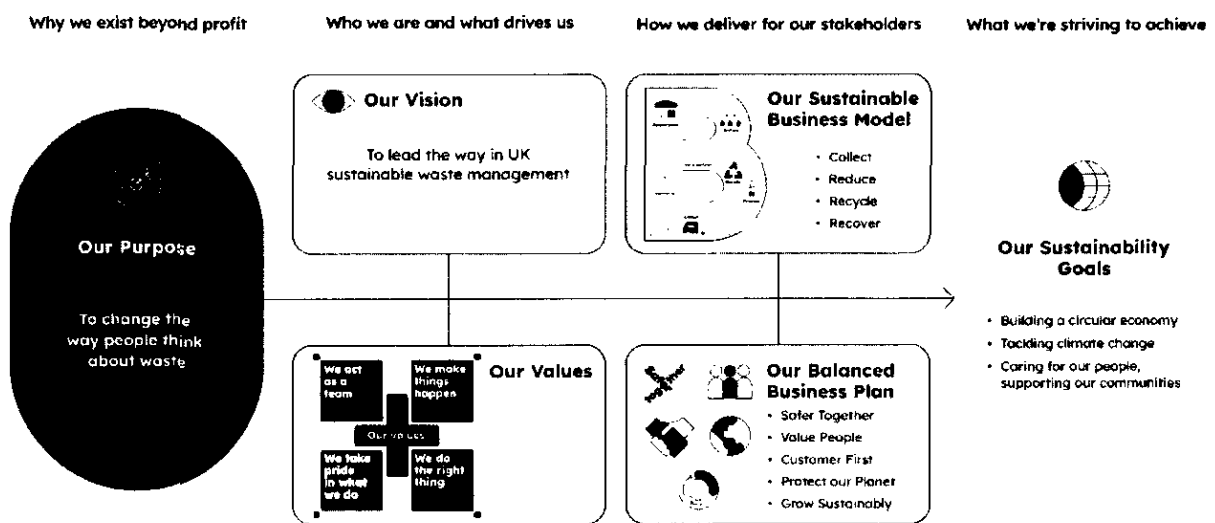 Why we exist beyond profit
Who we are and what drives us
How we deliver for our stakeholders
What we're striving to achieve
Our Purpose
To change the
way people think
about waste
Our Vision
To lead the way in UK
sustainable waste management
Our Values
We act
as a
team
We make
things
happen
Our values
We take
pride
in what
we do
We do
the right
thing
Our Sustainable
Business Model
• Collect
• Reduce
• Recycle
• Recover
Safer
together
Our Balanced
Business Plan
• Safer Together
• Value People
• Customer First
• Protect our Planet
• Grow Sustainably
Our Sustainability
Goals
• Building a circular economy
• Tackling climate change
• Caring for our people,
supporting our communities